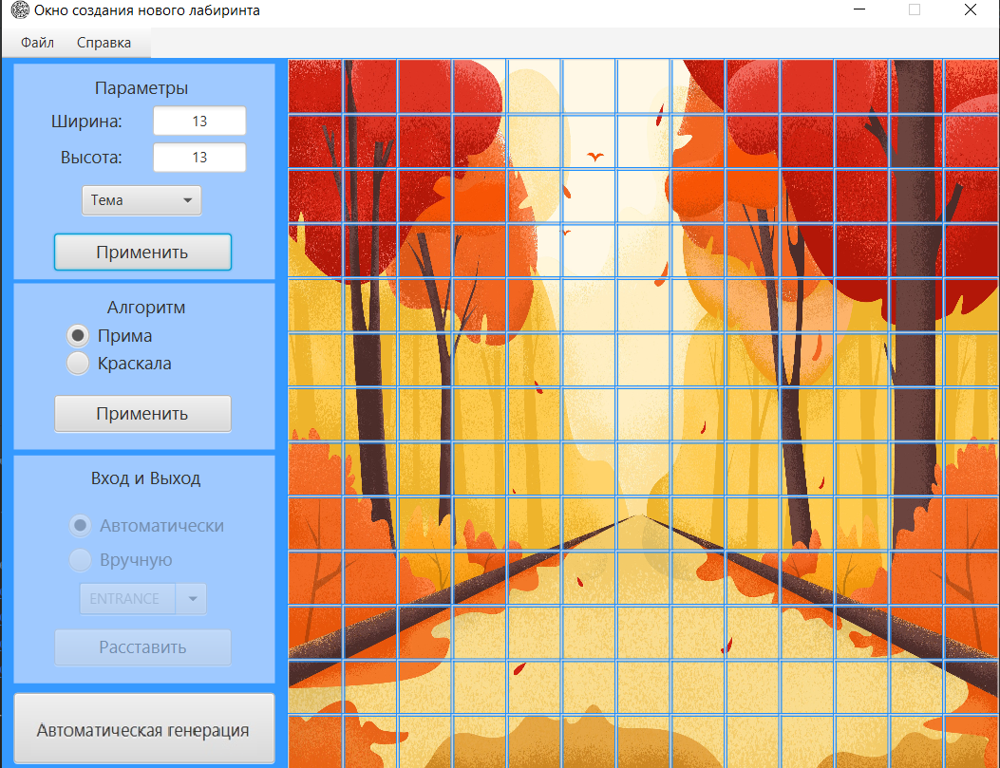 Окно создания нового лабиринта
Файл Справка
Параметры
Ширина: 13
Высота: 13
Тема
Применить
Алгоритм
Прима
Краскала
Применить
Вход и Выход
Автоматически
Вручную
ENTRANCE
Расставить
Автоматическая генерация